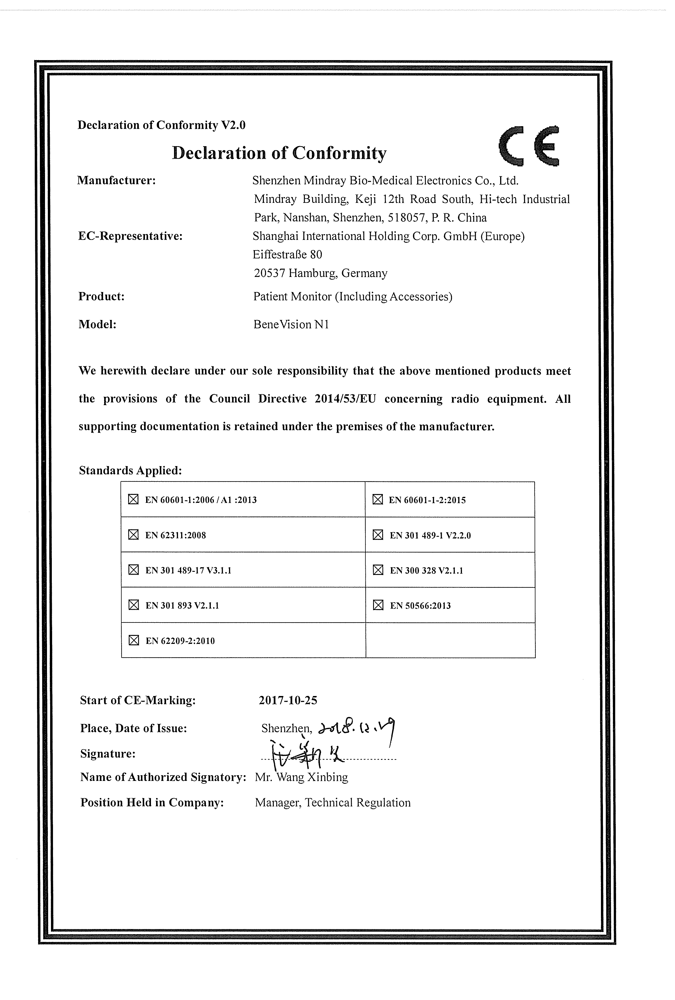 Declaration of Conformity V2.0
CE
Declaration of Conformity
Manufacturer: Shenzhen Mindray Bio-Medical Electronics Co., Ltd.
Mindray Building, Keji 12th Road South, Hi-tech Industrial
Park, Nanshan, Shenzhen, 518057, P. R. China
EC-Representative: Shanghai International Holding Corp. GmbH (Europe)
Eiffestraße 80
20537 Hamburg, Germany
Product: Patient Monitor (Including Accessories)
Model: BeneVision N1
We herewith declare under our sole responsibility that the above mentioned products meet
the provisions of the Council Directive 2014/53/EU concerning radio equipment. All
supporting documentation is retained under the premises of the manufacturer.
Standards Applied:
☒ EN 60601-1:2006 / A1 :2013 ☒ EN 60601-1-2:2015
☒ EN 62311:2008 ☒ EN 301 489-1 V2.2.0
☒ EN 301 489-17 V3.1.1 ☒ EN 300 328 V2.1.1
☒ EN 301 893 V2.1.1 ☒ EN 50566:2013
☒ EN 62209-2:2010
Start of CE-Marking: 2017-10-25
Place, Date of Issue: Shenzhen, 2018.12.29
Signature:
Name of Authorized Signatory: Mr. Wang Xinbing
Position Held in Company: Manager, Technical Regulation